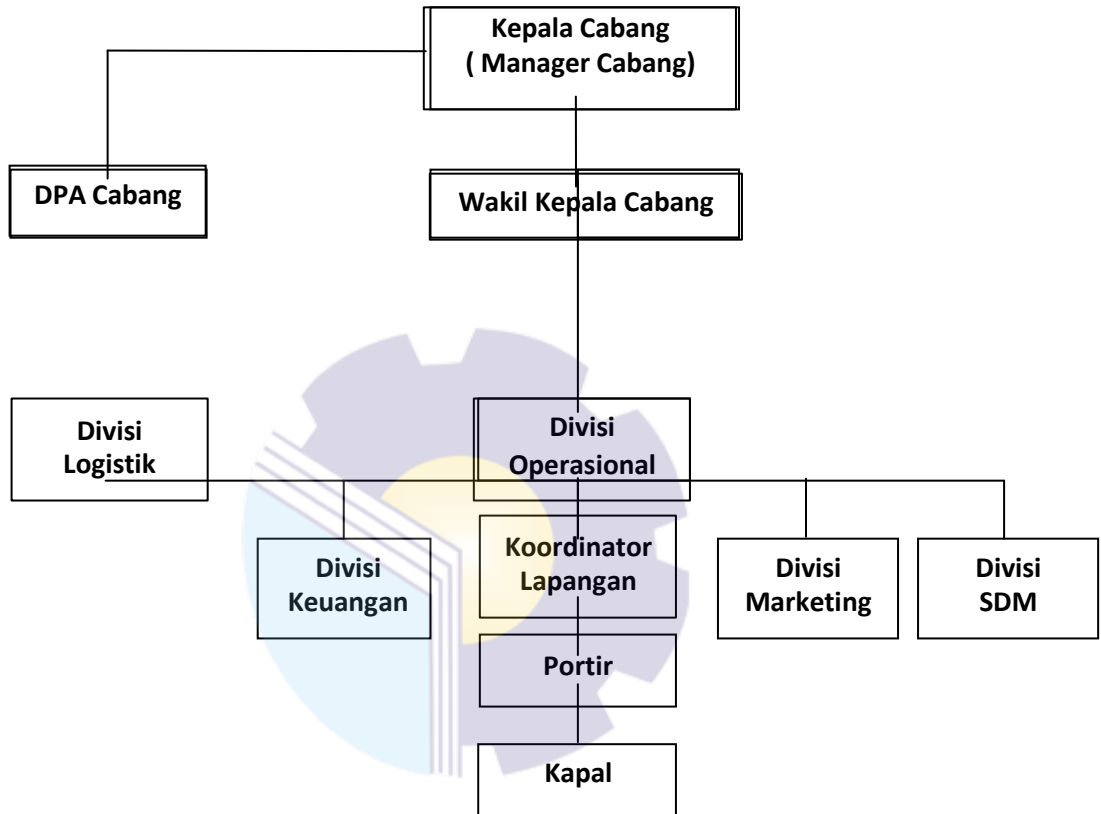 Kepala Cabang
( Manager Cabang)
DPA Cabang
Wakil Kepala Cabang
Divisi
Logistik
Divisi
Operasional
Divisi
Keuangan
Koordinator
Lapangan
Divisi
Marketing
Divisi
SDM
Portir
Kapal